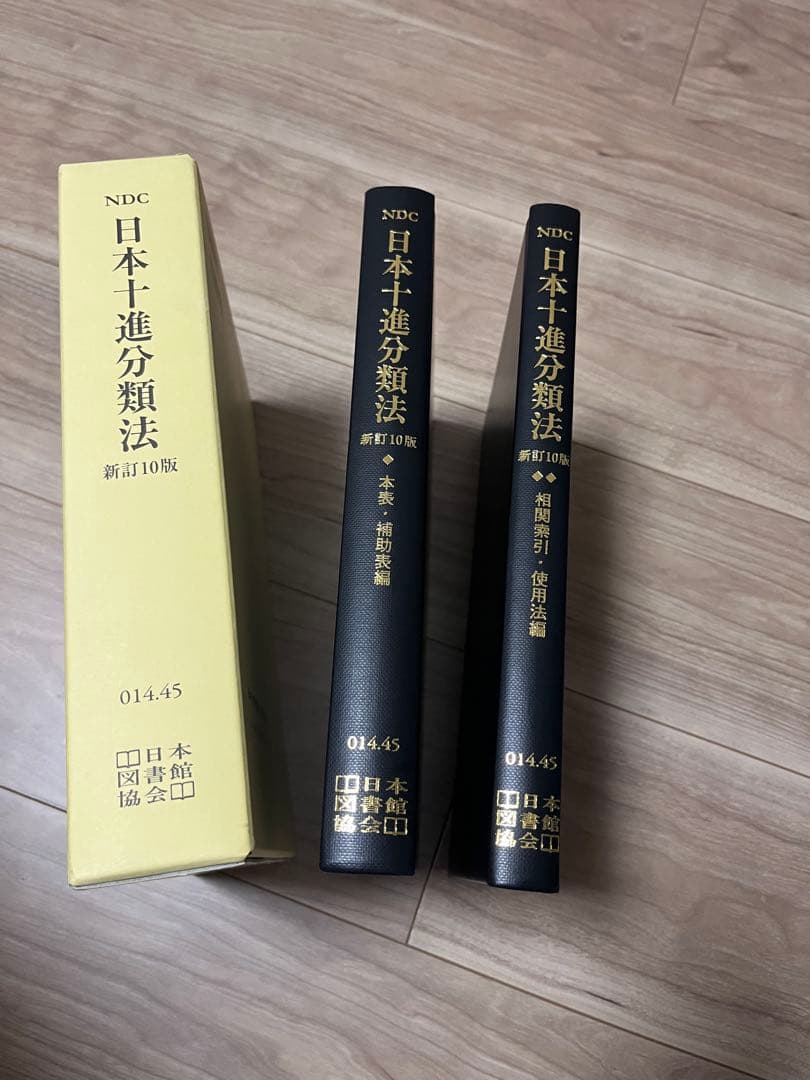 NDC
日本十進分類法
新訂10版
014.45
日本
図書館
協会
NDC
日本十進分類法
新訂10版
◆
本表・補助表編
014.45
日本
図書館
協会
NDC
日本十進分類法
新訂10版
◆◆
相関索引・使用法編
014.45
日本
図書館
協会